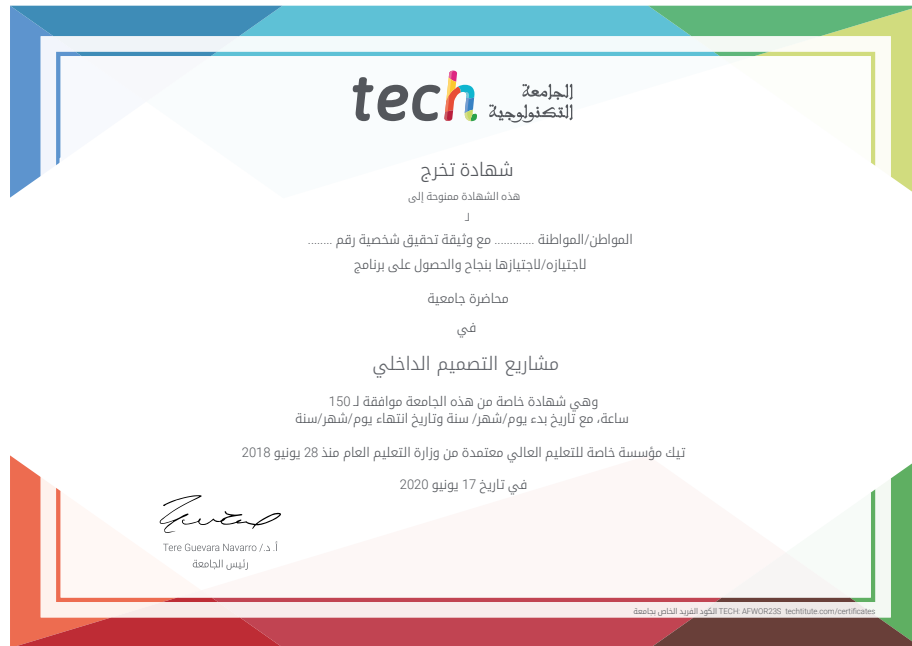 tech الجامعة
التكنولوجية
شهادة تخرج
هذه الشهادة ممنوحة إلى
لـ
المواطن/المواطنة ............ مع وثيقة تحقيق شخصية رقم ........
لاجتيازه/لاجتيازها بنجاح والحصول على برنامج
محاضرة جامعية
في
مشاريع التصميم الداخلي
وهي شهادة خاصة من هذه الجامعة موافقة لـ 150
ساعة، مع تاريخ بدء يوم/شهر/ سنة وتاريخ انتهاء يوم/شهر/سنة
تيك مؤسسة خاصة للتعليم العالي معتمدة من وزارة التعليم العام منذ 28 يونيو 2018
في تاريخ 17 يونيو 2020
أ.د./ Tere Guevara Navarro
رئيس الجامعة
الكود الفريد الخاص بجامعة TECH: AFWOR23S techtitute.com/certificates